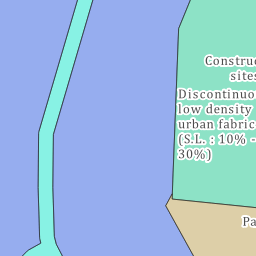 Construc
sites
Discontinuo
low density
urban fabric
(S.L. : 10% -
30%)
Pa